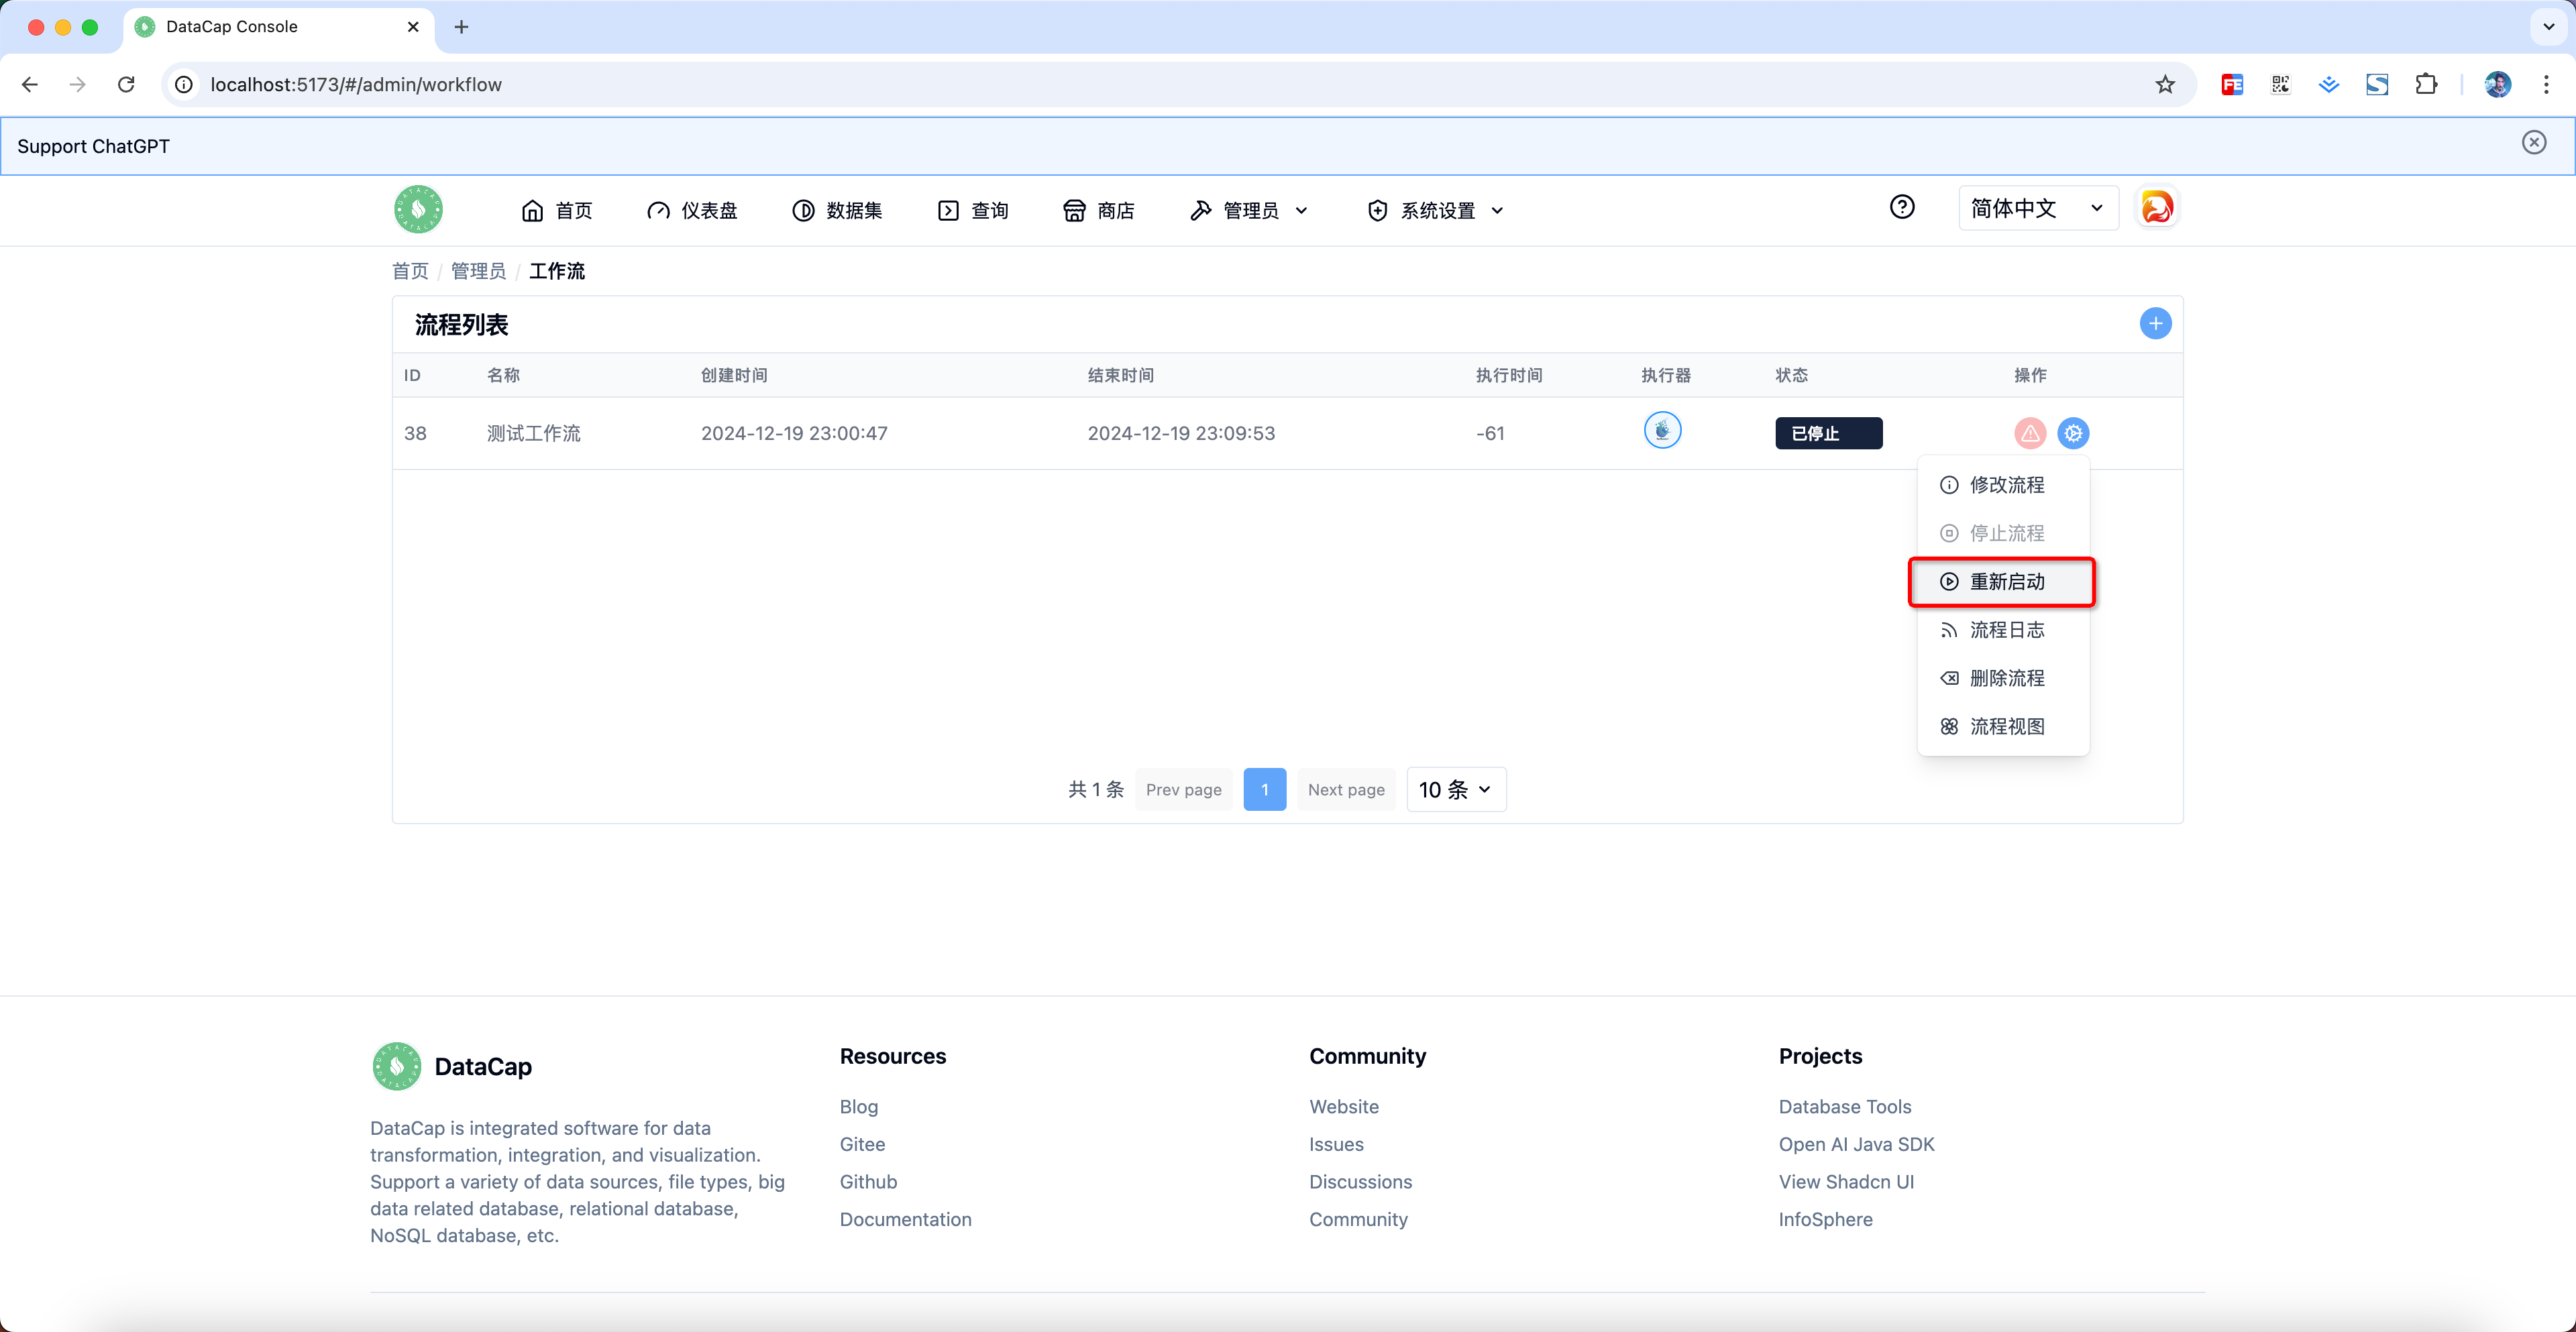 DataCap Console
localhost:5173/#/admin/workflow
Support ChatGPT
首页 仪表盘 数据集 查询 商店 管理员 系统设置 简体中文
首页 / 管理员 / 工作流
流程列表
ID 名称 创建时间 结束时间 执行时间 执行器 状态 操作
38 测试工作流 2024-12-19 23:00:47 2024-12-19 23:09:53 -61 已停止
修改流程
停止流程
重新启动
流程日志
删除流程
流程视图
共 1 条 Prev page 1 Next page 10 条
DataCap
DataCap is integrated software for data
transformation, integration, and visualization.
Support a variety of data sources, file types, big
data related database, relational database,
NoSQL database, etc.
Resources
Blog
Gitee
Github
Documentation
Community
Website
Issues
Discussions
Community
Projects
Database Tools
Open AI Java SDK
View Shadcn UI
InfoSphere